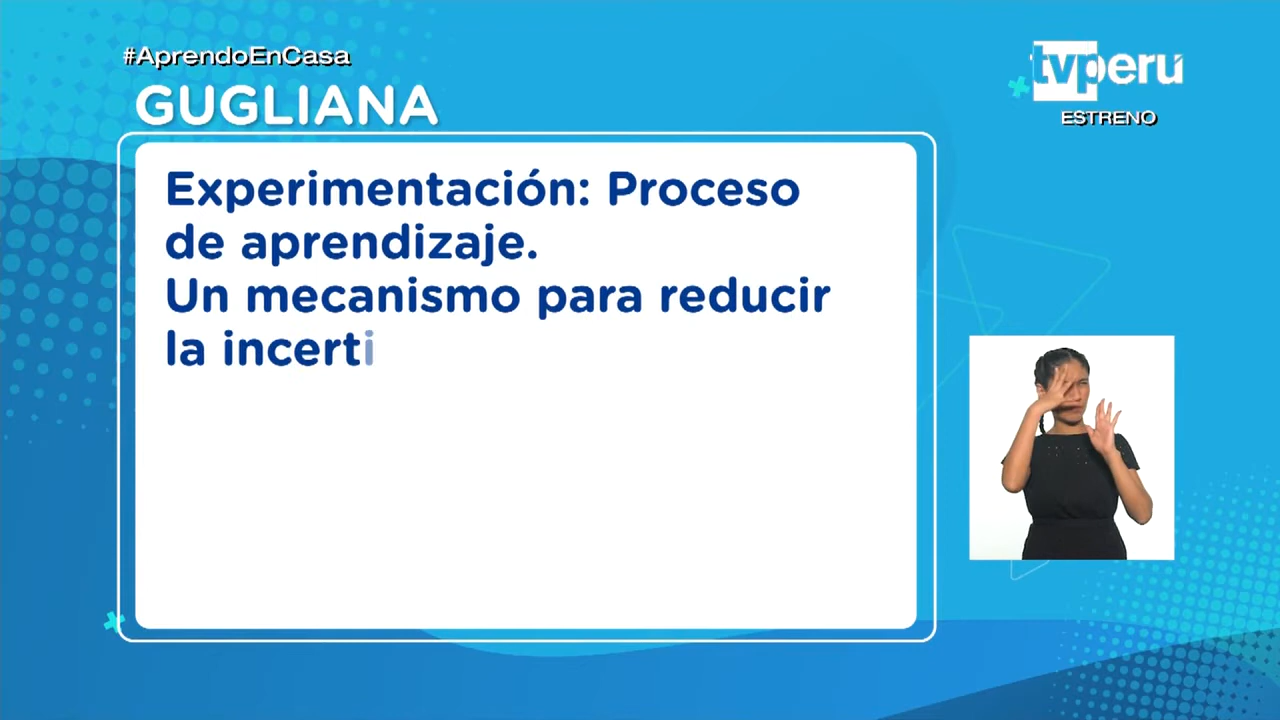 #AprendoEnCasa
GUGLIANA
tvperu
ESTRENO
Experimentación: Proceso
de aprendizaje.
Un mecanismo para reducir
la incerti